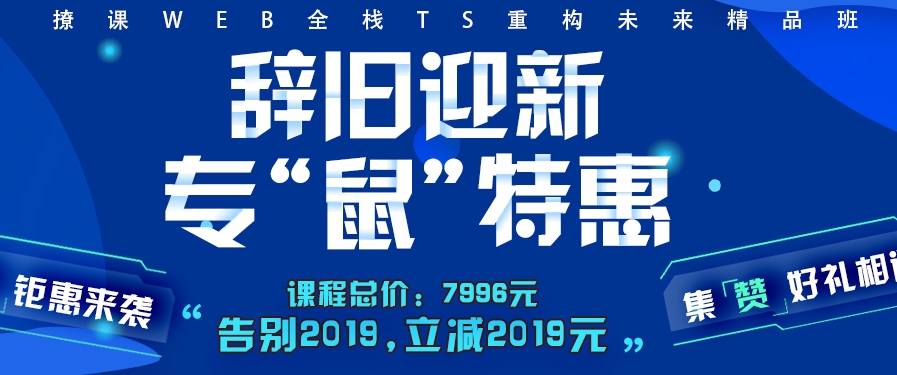 撩课WEB全栈TS重构未来精品班
辞旧迎新
专“鼠”特惠
钜惠来袭
课程总价：7996元
“告别2019，立减2019元”
集「赞」好礼相